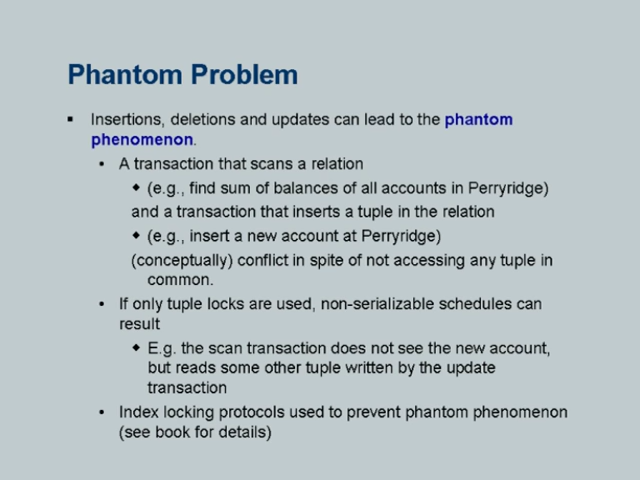 Phantom Problem
▪ Insertions, deletions and updates can lead to the phantom
phenomenon.
• A transaction that scans a relation
◆ (e.g., find sum of balances of all accounts in Perryridge)
and a transaction that inserts a tuple in the relation
◆ (e.g., insert a new account at Perryridge)
(conceptually) conflict in spite of not accessing any tuple in
common.
• If only tuple locks are used, non-serializable schedules can
result
◆ E.g. the scan transaction does not see the new account,
but reads some other tuple written by the update
transaction
• Index locking protocols used to prevent phantom phenomenon
(see book for details)